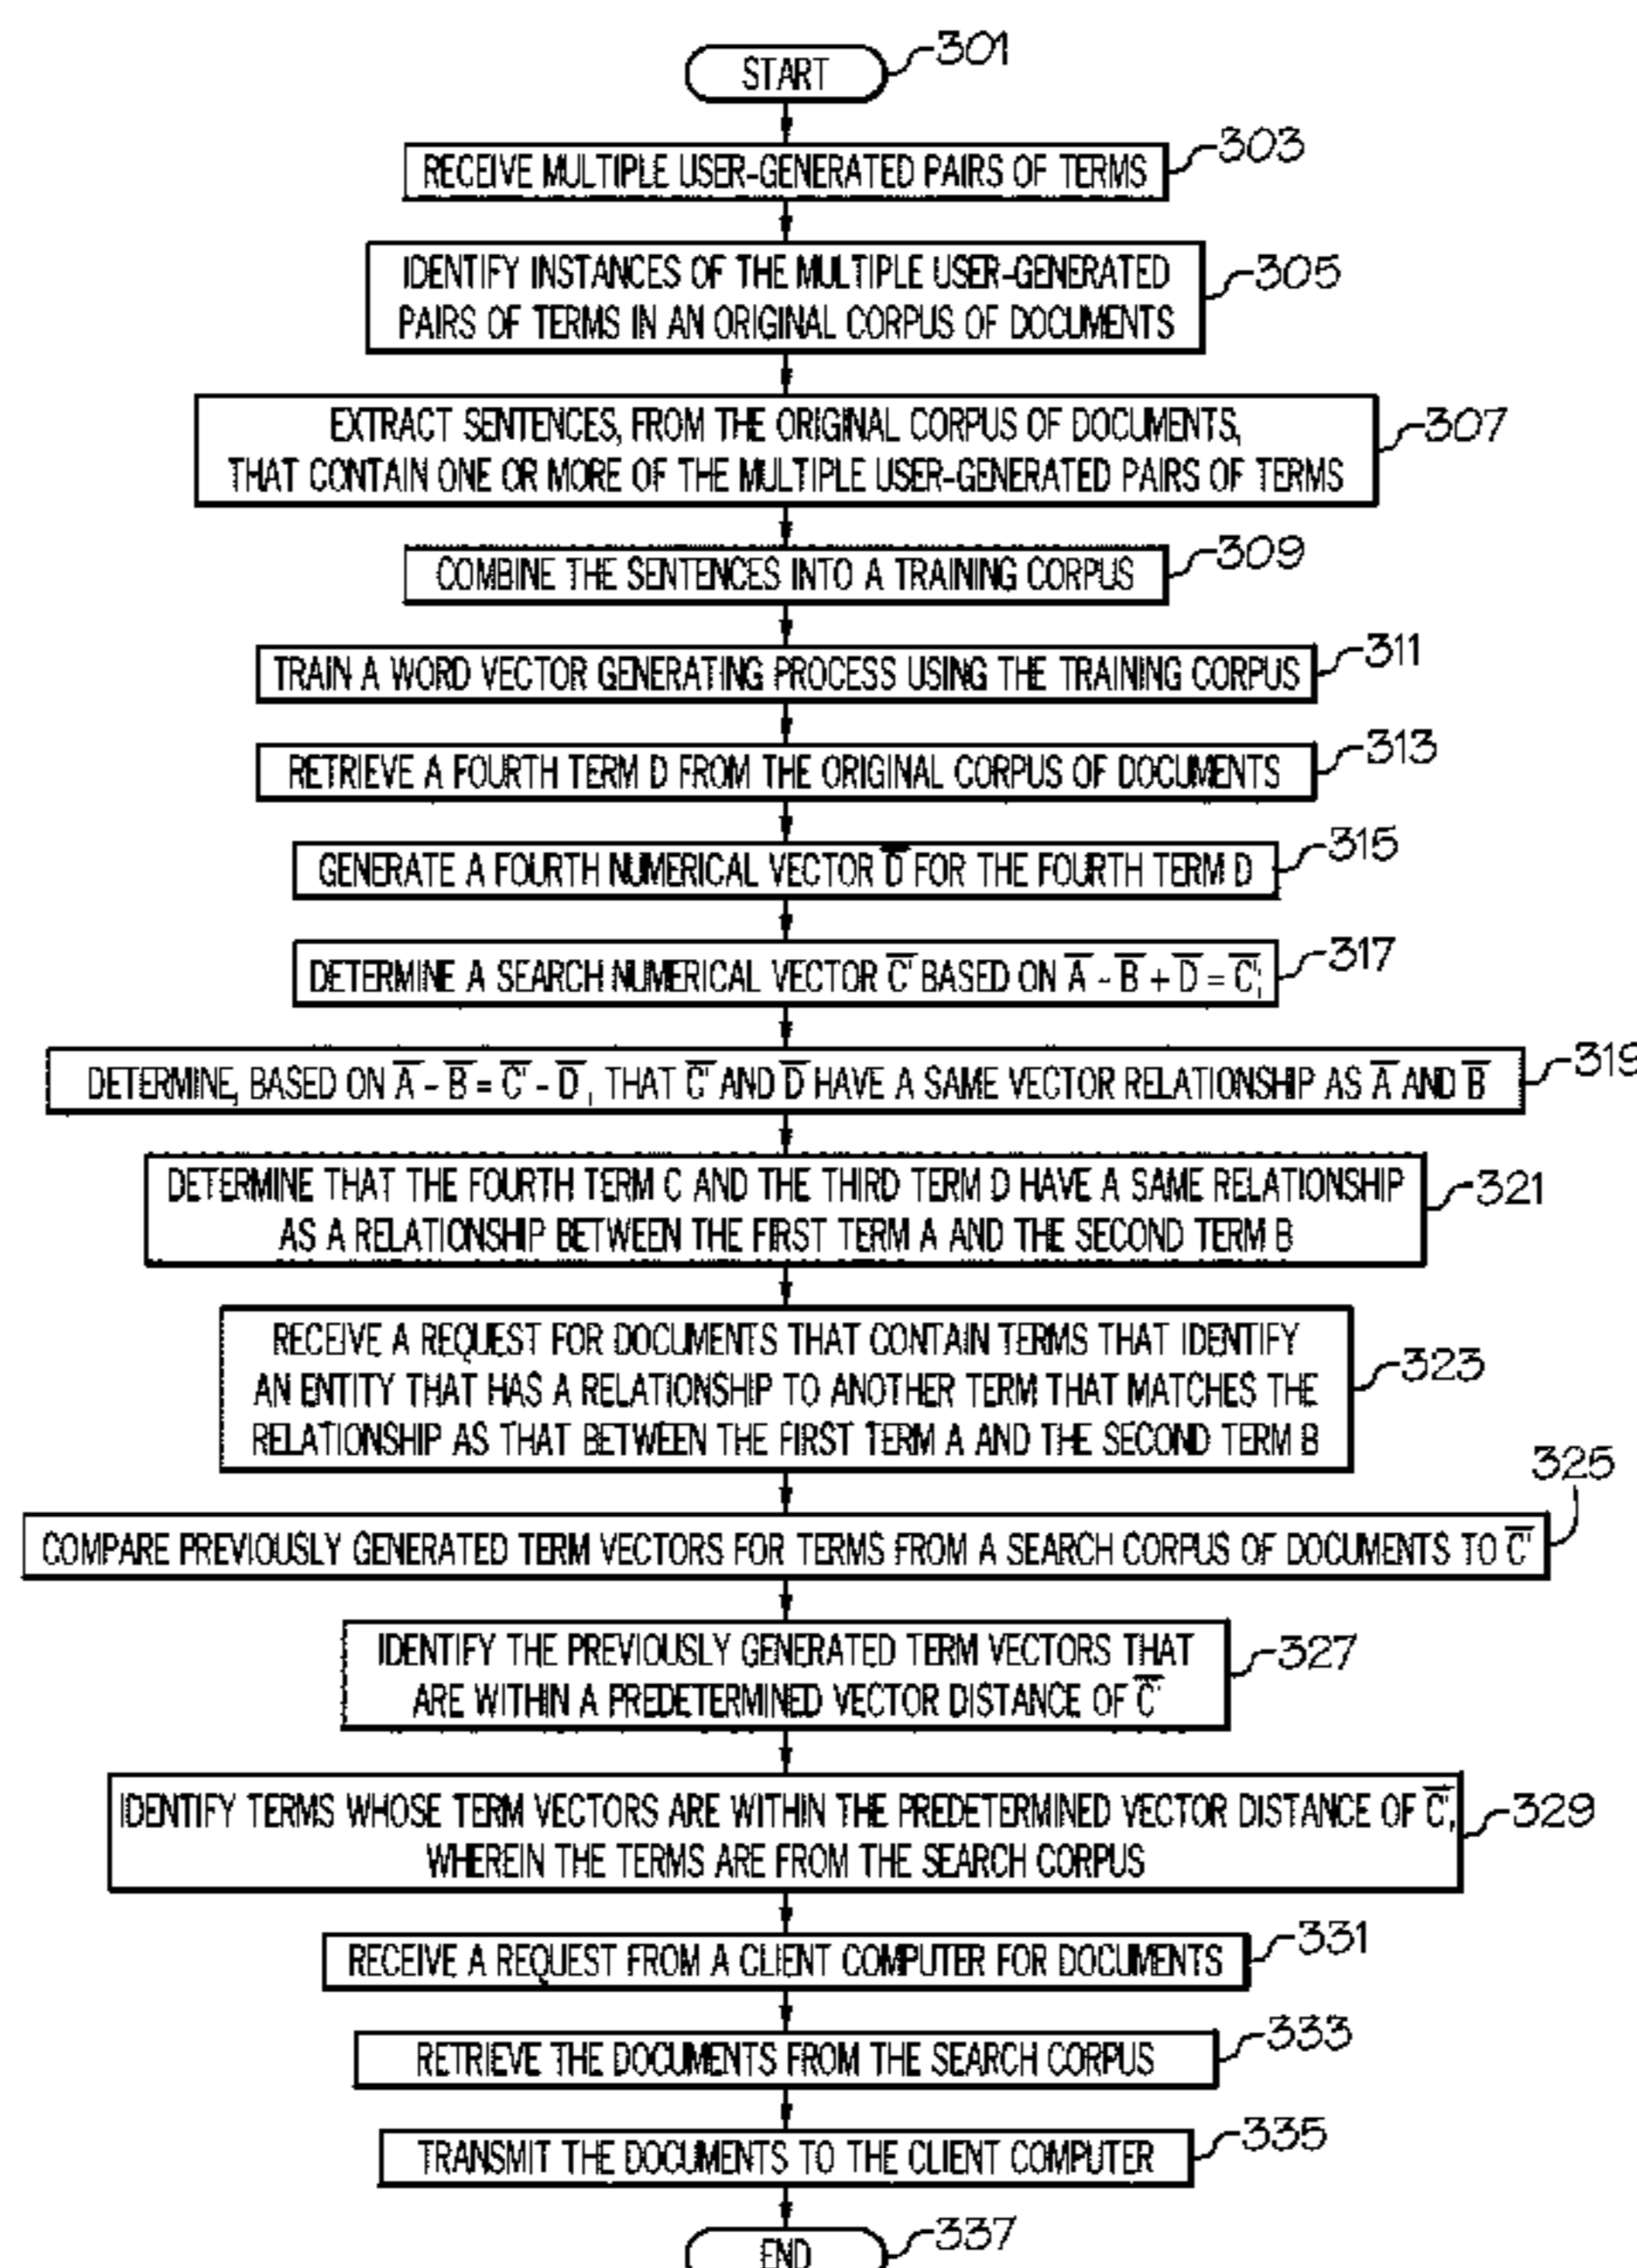 START
301
RECEIVE MULTIPLE USER-GENERATED PAIRS OF TERMS
303
IDENTIFY INSTANCES OF THE MULTIPLE USER-GENERATED
PAIRS OF TERMS IN AN ORIGINAL CORPUS OF DOCUMENTS
305
EXTRACT SENTENCES, FROM THE ORIGINAL CORPUS OF DOCUMENTS,
THAT CONTAIN ONE OR MORE OF THE MULTIPLE USER-GENERATED PAIRS OF TERMS
307
COMBINE THE SENTENCES INTO A TRAINING CORPUS
309
TRAIN A WORD VECTOR GENERATING PROCESS USING THE TRAINING CORPUS
311
RETRIEVE A FOURTH TERM D FROM THE ORIGINAL CORPUS OF DOCUMENTS
313
GENERATE A FOURTH NUMERICAL VECTOR D̅ FOR THE FOURTH TERM D
315
DETERMINE A SEARCH NUMERICAL VECTOR C̅' BASED ON A̅ - B̅ + D̅ = C̅';
317
DETERMINE, BASED ON A̅ - B̅ = C̅' - D̅, THAT C̅' AND D̅ HAVE A SAME VECTOR RELATIONSHIP AS A̅ AND B̅
319
DETERMINE THAT THE FOURTH TERM C AND THE THIRD TERM D HAVE A SAME RELATIONSHIP
AS A RELATIONSHIP BETWEEN THE FIRST TERM A AND THE SECOND TERM B
321
RECEIVE A REQUEST FOR DOCUMENTS THAT CONTAIN TERMS THAT IDENTIFY
AN ENTITY THAT HAS A RELATIONSHIP TO ANOTHER TERM THAT MATCHES THE
RELATIONSHIP AS THAT BETWEEN THE FIRST TERM A AND THE SECOND TERM B
323
COMPARE PREVIOUSLY GENERATED TERM VECTORS FOR TERMS FROM A SEARCH CORPUS OF DOCUMENTS TO C̅'
325
IDENTIFY THE PREVIOUSLY GENERATED TERM VECTORS THAT
ARE WITHIN A PREDETERMINED VECTOR DISTANCE OF C̅'
327
IDENTIFY TERMS WHOSE TERM VECTORS ARE WITHIN THE PREDETERMINED VECTOR DISTANCE OF C̅',
WHEREIN THE TERMS ARE FROM THE SEARCH CORPUS
329
RECEIVE A REQUEST FROM A CLIENT COMPUTER FOR DOCUMENTS
331
RETRIEVE THE DOCUMENTS FROM THE SEARCH CORPUS
333
TRANSMIT THE DOCUMENTS TO THE CLIENT COMPUTER
335
END
337